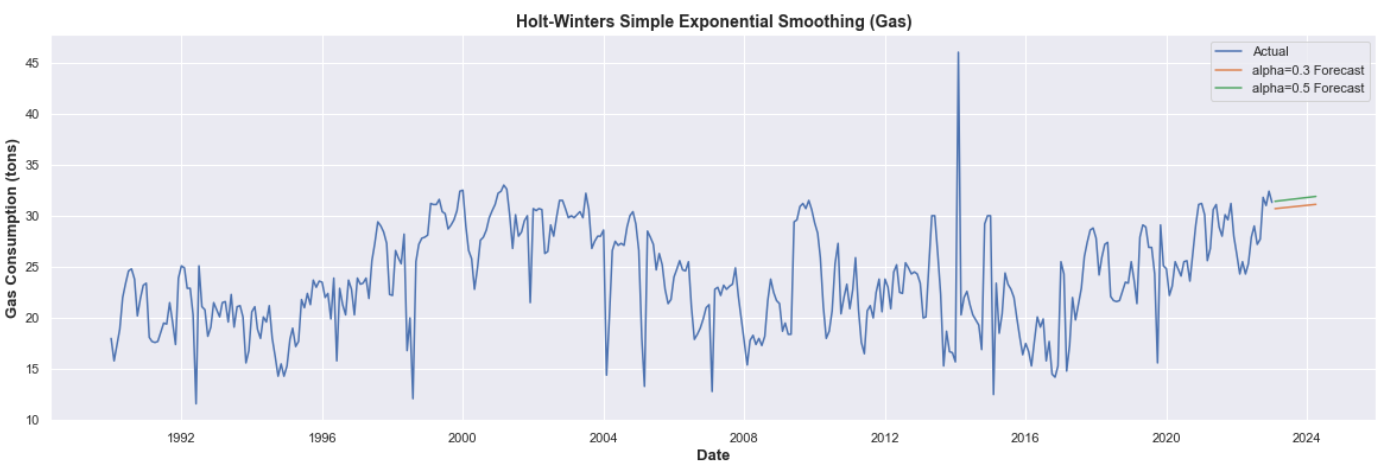 Holt-Winters Simple Exponential Smoothing (Gas)
Actual
alpha=0.3 Forecast
alpha=0.5 Forecast
Gas Consumption (tons)
45
40
35
30
25
20
15
10
1992
1996
2000
2004
2008
2012
2016
2020
2024
Date